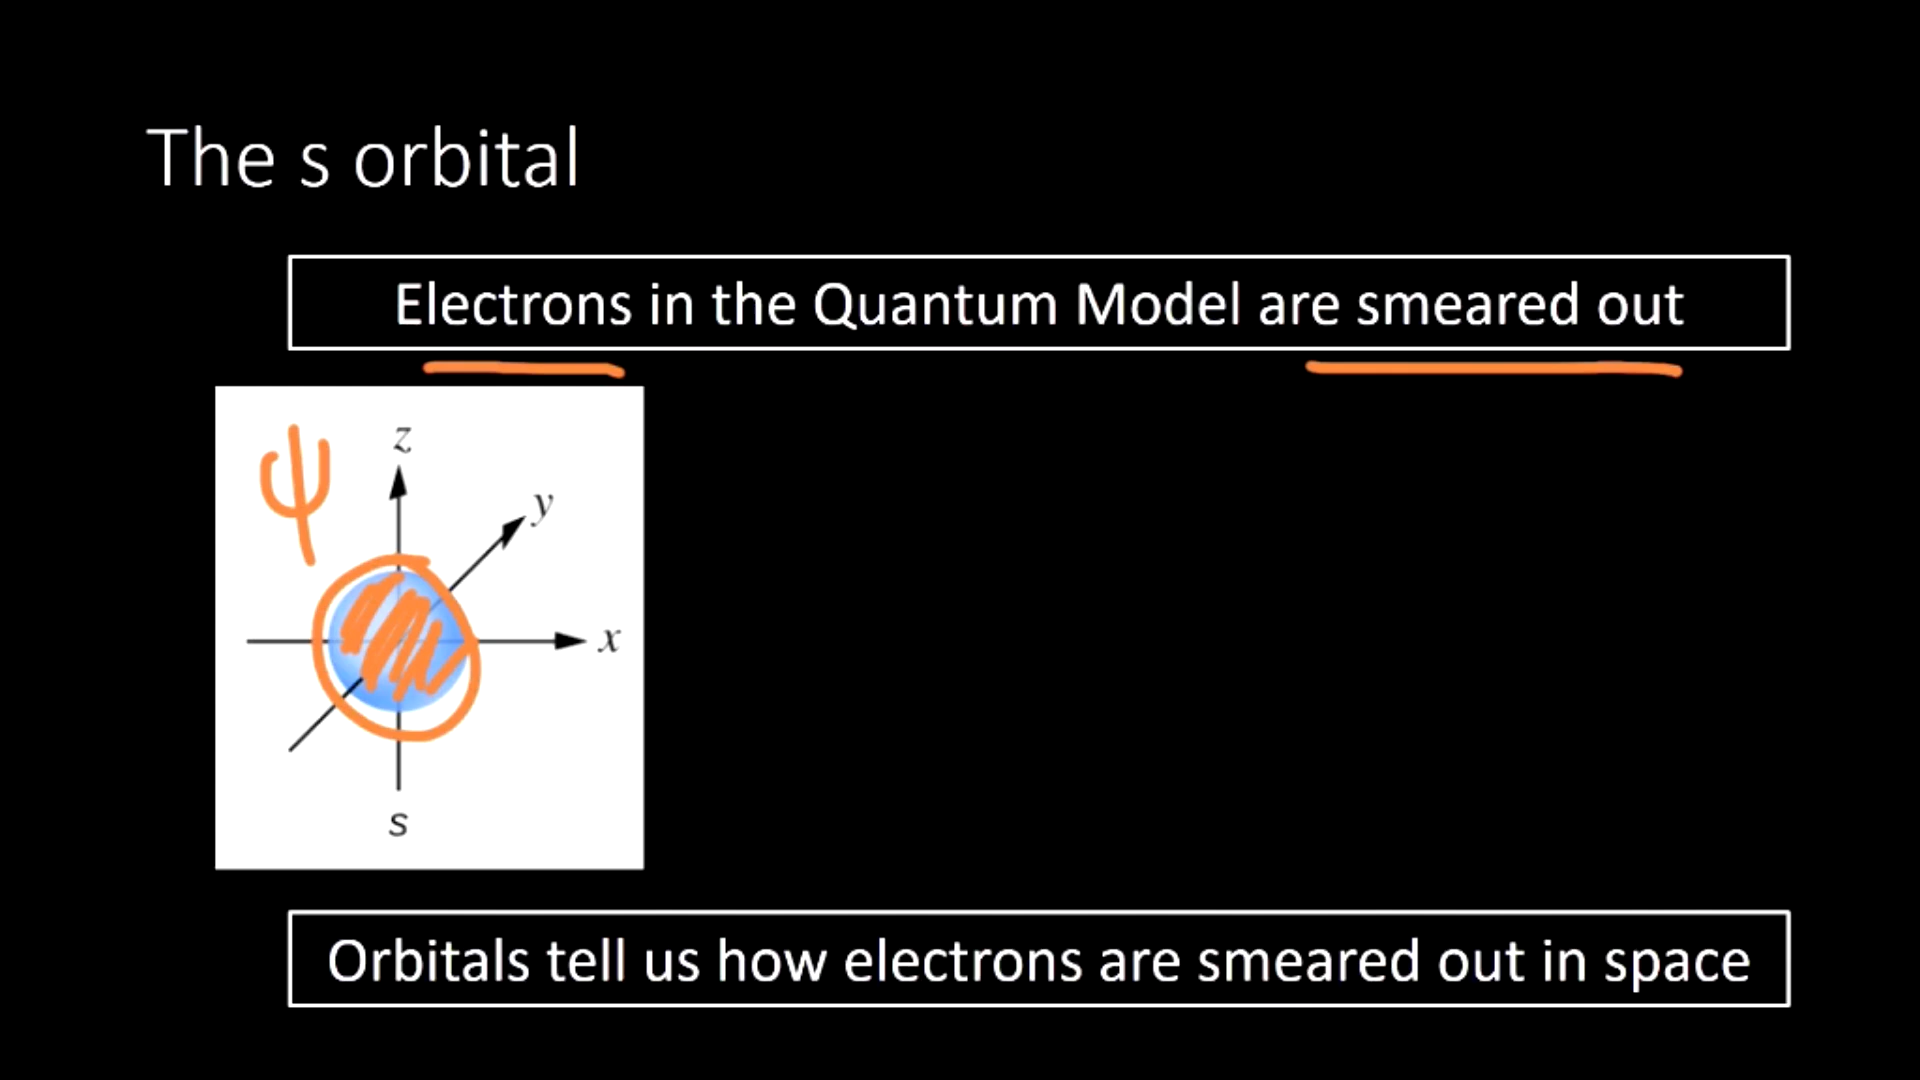 The s orbital
Electrons in the Quantum Model are smeared out
ψ
z
y
x
s
Orbitals tell us how electrons are smeared out in space